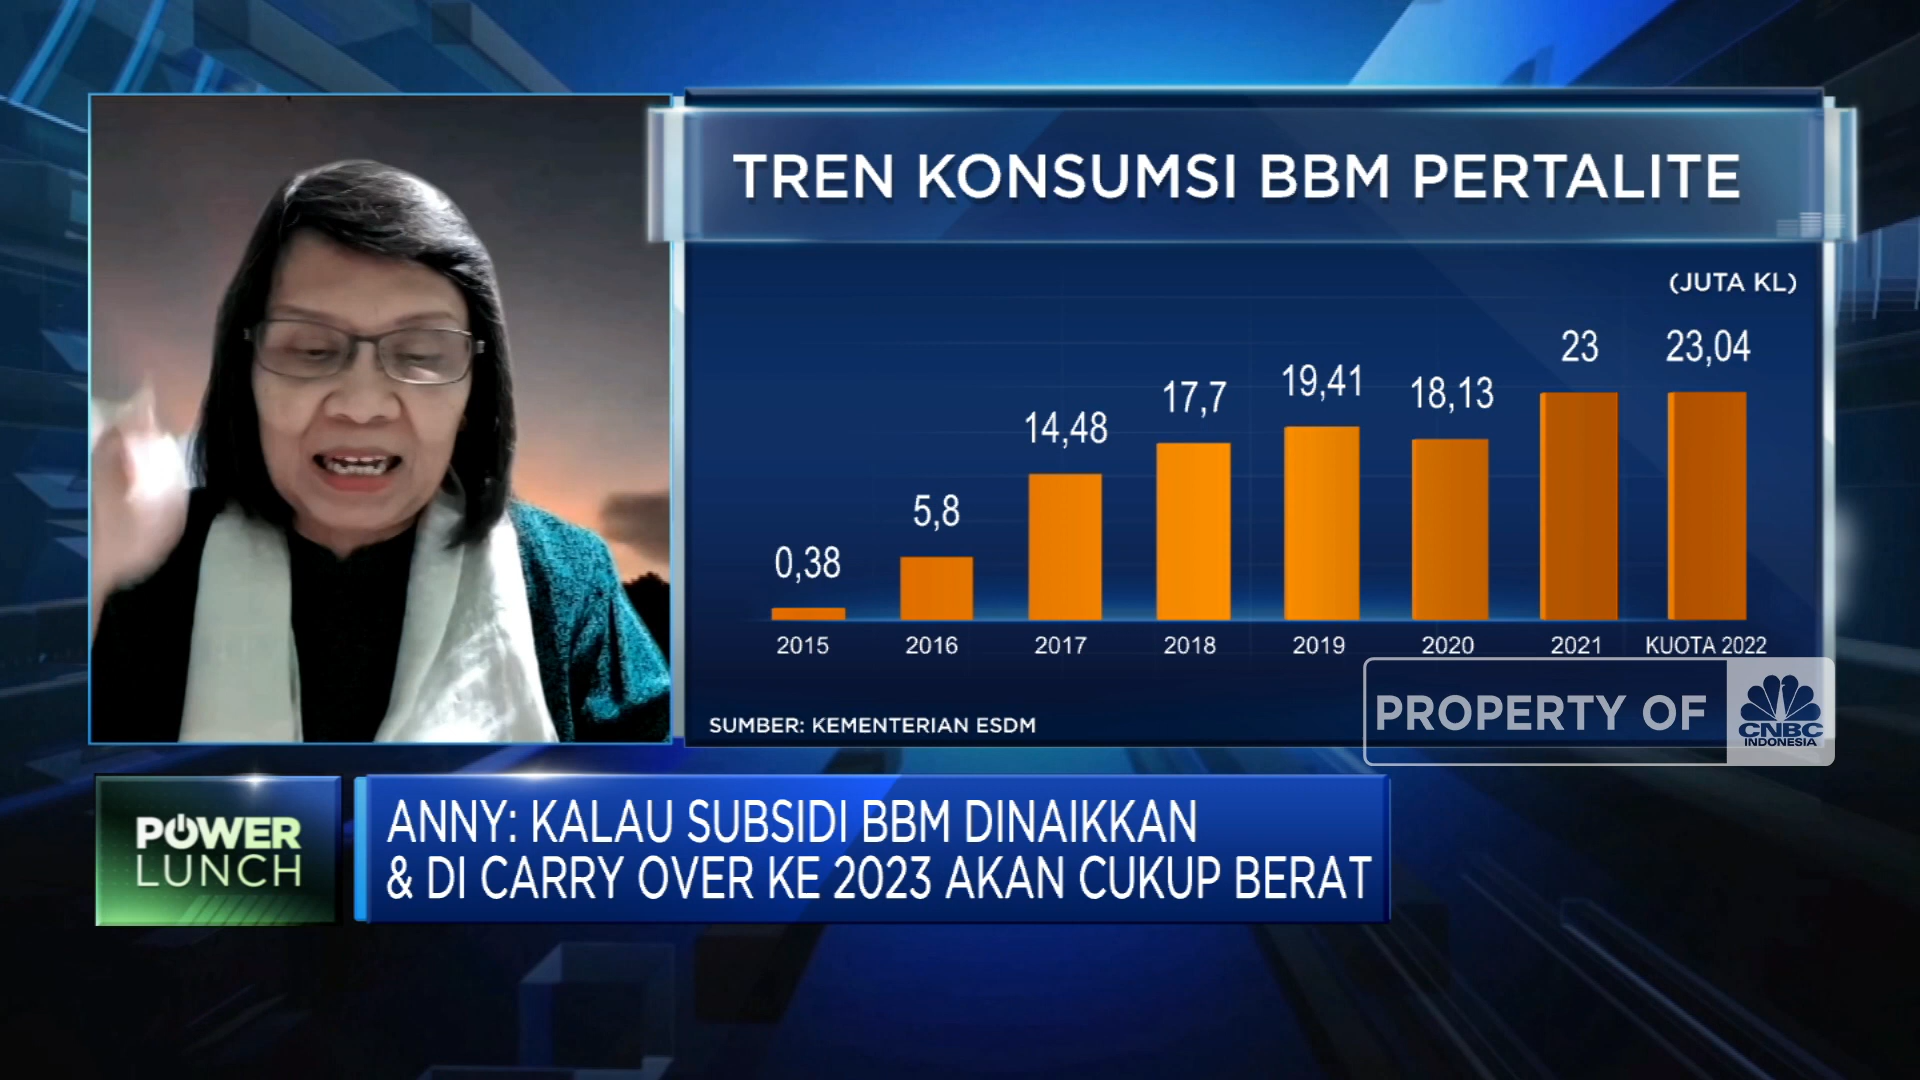 TREN KONSUMSI BBM PERTALITE
(JUTA KL)
0,38
5,8
14,48
17,7
19,41
18,13
23
23,04
2015
2016
2017
2018
2019
2020
2021
KUOTA 2022
SUMBER: KEMENTERIAN ESDM
PROPERTY OF
CNBC
INDONESIA
POWER
LUNCH
ANNY: KALAU SUBSIDI BBM DINAIKKAN
& DI CARRY OVER KE 2023 AKAN CUKUP BERAT